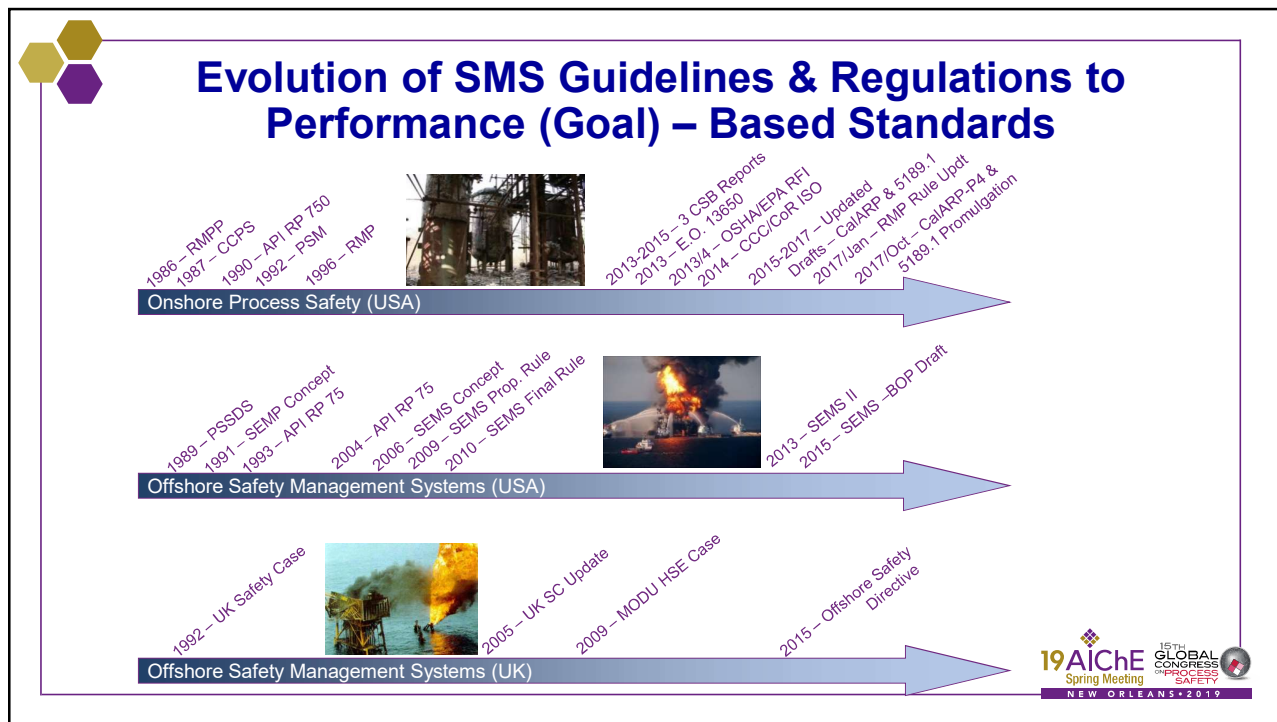 Evolution of SMS Guidelines & Regulations to
Performance (Goal) – Based Standards
1986 – RMPP
1987 – CCPS
1990 – API RP 750
1992 – PSM
1996 – RMP
2013-2015 – 3 CSB Reports
2013 – E.O. 13650
2013/4 – OSHA/EPA RFI
2014 – CCC/CoR ISO
2015-2017 – Updated
Drafts – CalARP & 5189.1
2017/Jan – RMP Rule Updt
2017/Oct – CalARP-P4 &
5189.1 Promulgation
Onshore Process Safety (USA)
1989 – PSSDS
1991 – SEMP Concept
1993 – API RP 75
2004 – API RP 75
2006 – SEMS Concept
2009 – SEMS Prop. Rule
2010 – SEMS Final Rule
2013 – SEMS II
2015 – SEMS –BOP Draft
Offshore Safety Management Systems (USA)
1992 – UK Safety Case
2005 – UK SC Update
2009 – MODU HSE Case
2015 – Offshore Safety
Directive
Offshore Safety Management Systems (UK)
19 AIChE
Spring Meeting
15TH
GLOBAL
CONGRESS
ON PROCESS
SAFETY
NEW ORLEANS • 2019